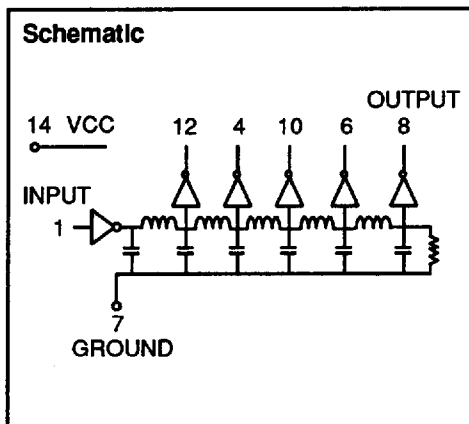 Schematic
OUTPUT
14 VCC 12 4 10 6 8
INPUT
1
7
GROUND